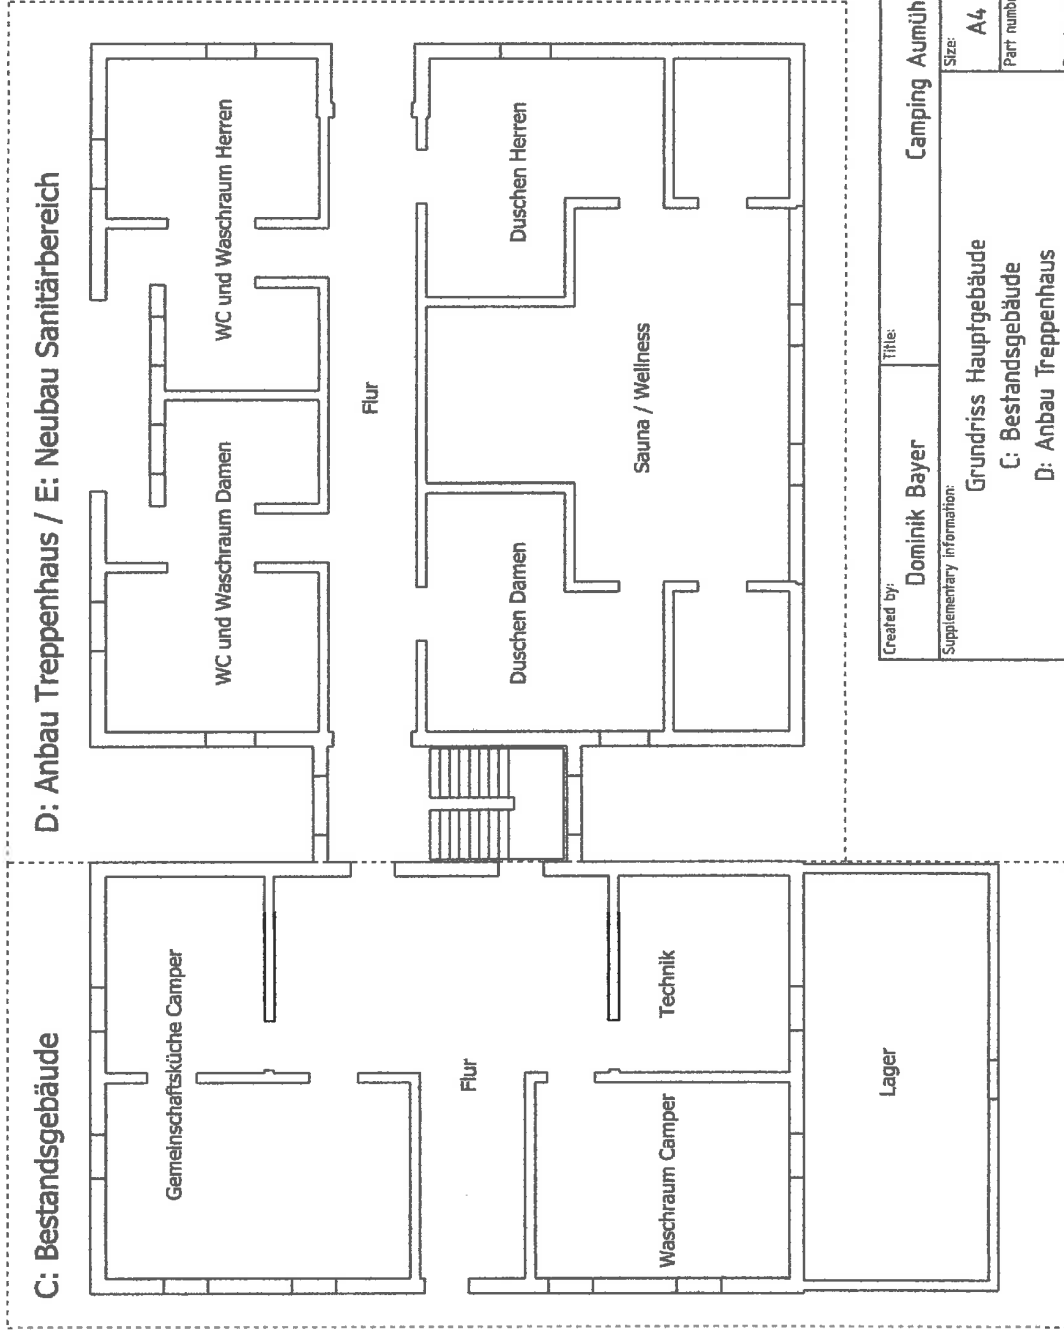 D: Anbau Treppenhaus / E: Neubau Sanitärbereich
C: Bestandsgebäude
WC und Waschraum Damen
WC und Waschraum Herren
Flur
Duschen Damen
Duschen Herren
Sauna / Wellness
Gemeinschaftsküche Camper
Flur
Waschraum Camper
Technik
Lager
Created by:
Dominik Bayer
Title:
Camping Aumüh
Supplementary information:
Grundriss Hauptgebäude
C: Bestandsgebäude
D: Anbau Treppenhaus
Size:
A4
Part numb